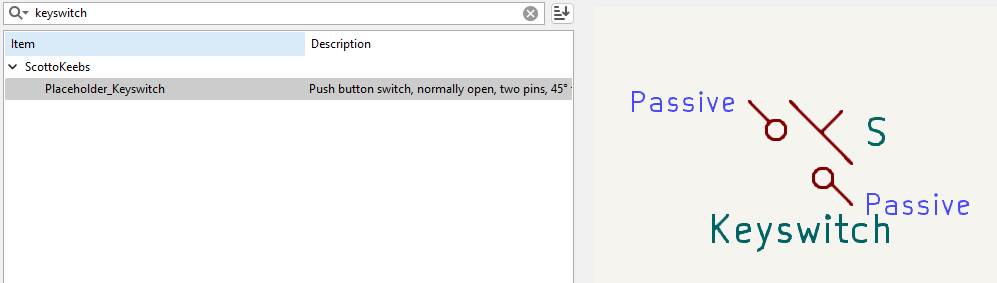 keyswitch
Item Description
ScottoKeebs
Placeholder_Keyswitch Push button switch, normally open, two pins, 45°
Passive
S
Passive
Keyswitch